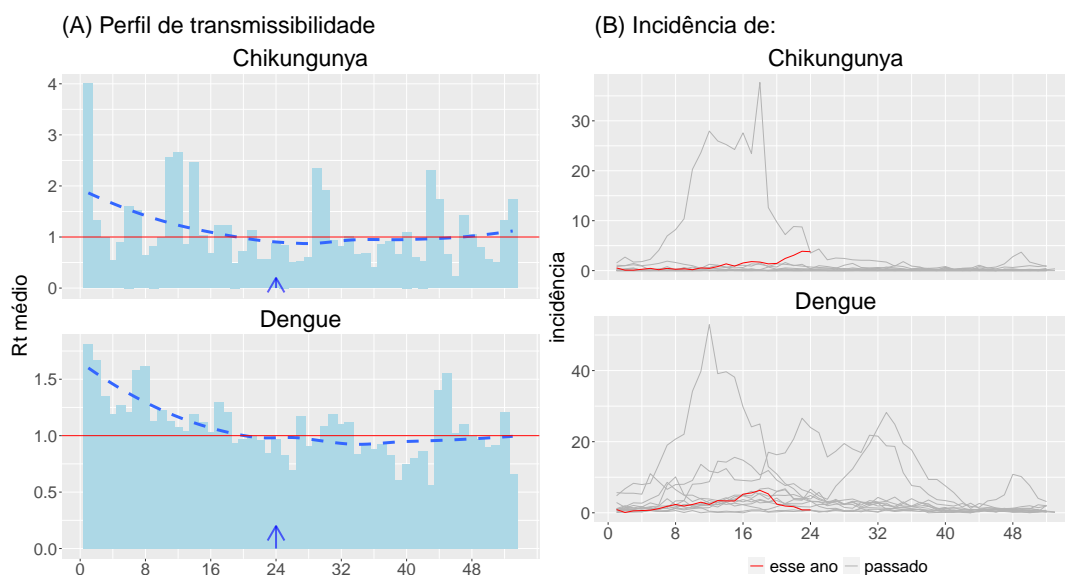 (A) Perfil de transmissibilidade
Chikungunya
4
3
2
1
0
Dengue
1.5
1.0
0.5
0.0
0 8 16 24 32 40 48
Rt médio
(B) Incidência de:
Chikungunya
30
20
10
0
Dengue
60
40
20
0
0 8 16 24 32 40 48
incidência
esse ano passado